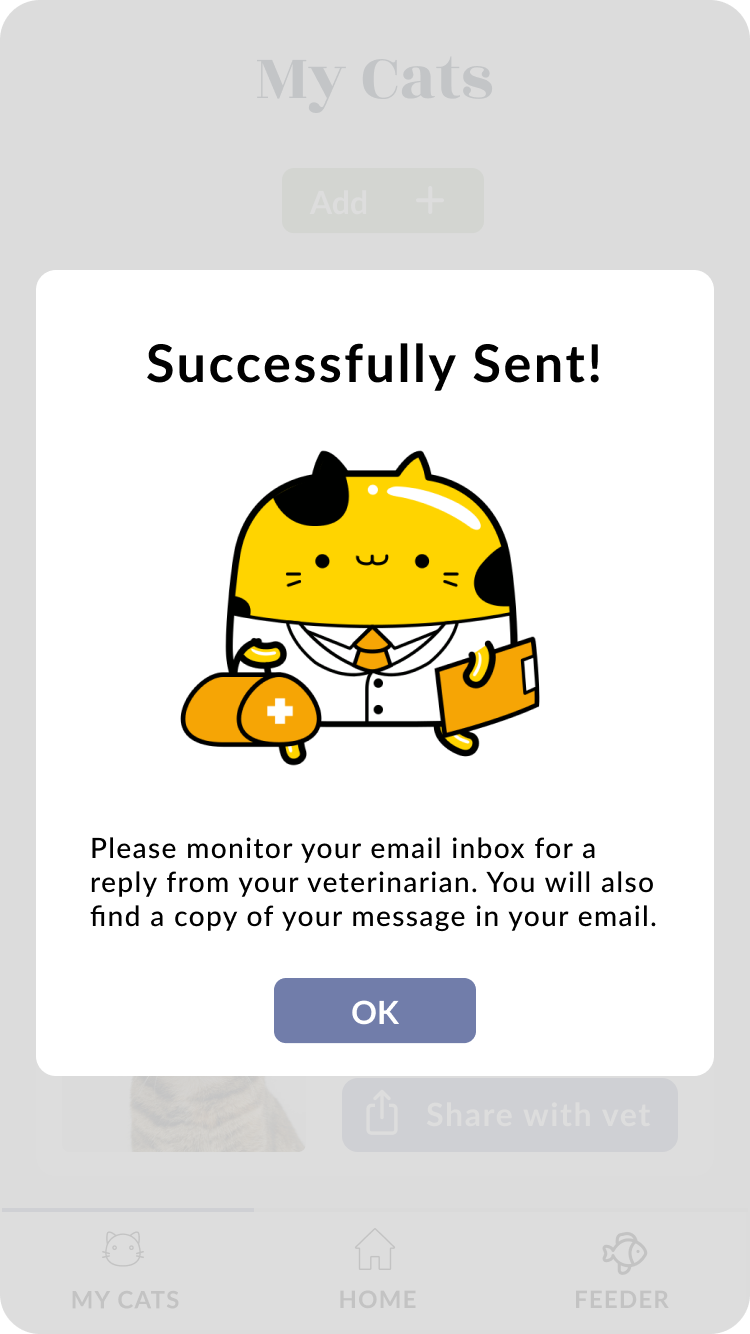 My Cats
Add +
Successfully Sent!
Please monitor your email inbox for a
reply from your veterinarian. You will also
find a copy of your message in your email.
OK
Share with vet
MY CATS
HOME
FEEDER